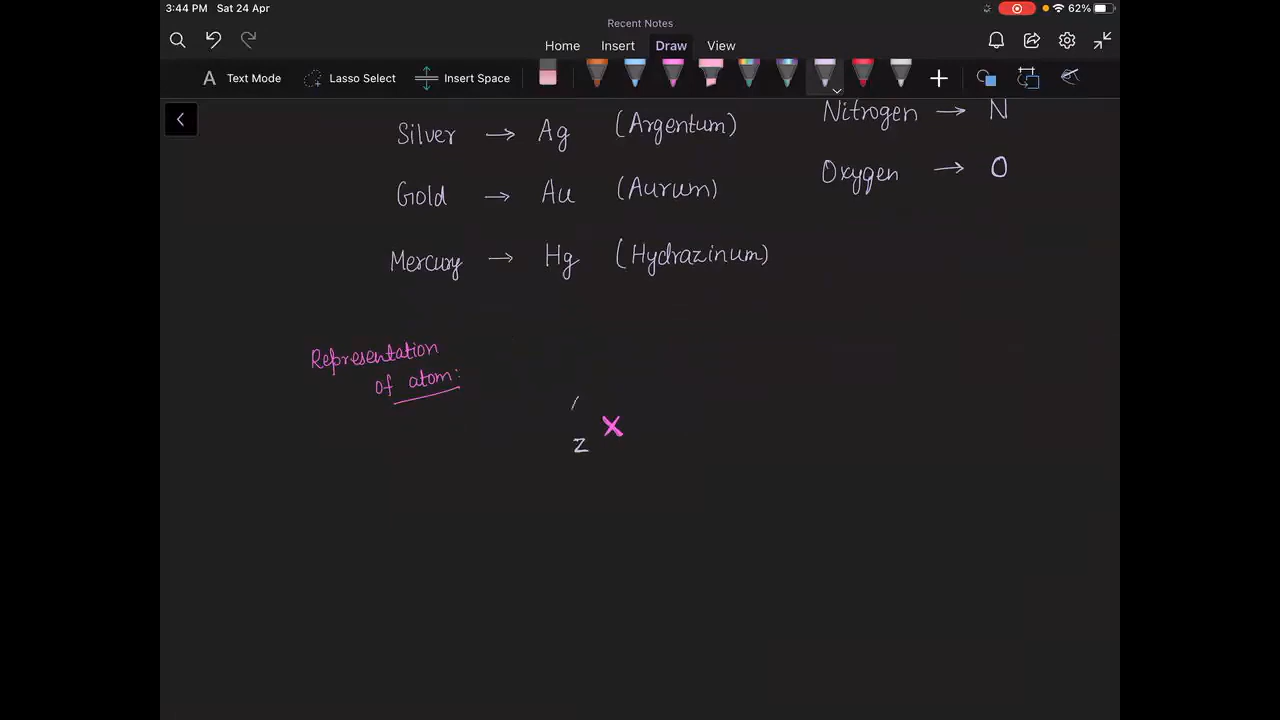 3:44 PM Sat 24 Apr
62%
Recent Notes
Home Insert Draw View
A Text Mode Lasso Select Insert Space
Silver → Ag (Argentum)
Gold → Au (Aurum)
Mercury → Hg (Hydrazinum)
Nitrogen → N
Oxygen → O
Representation
of atom:
Z X